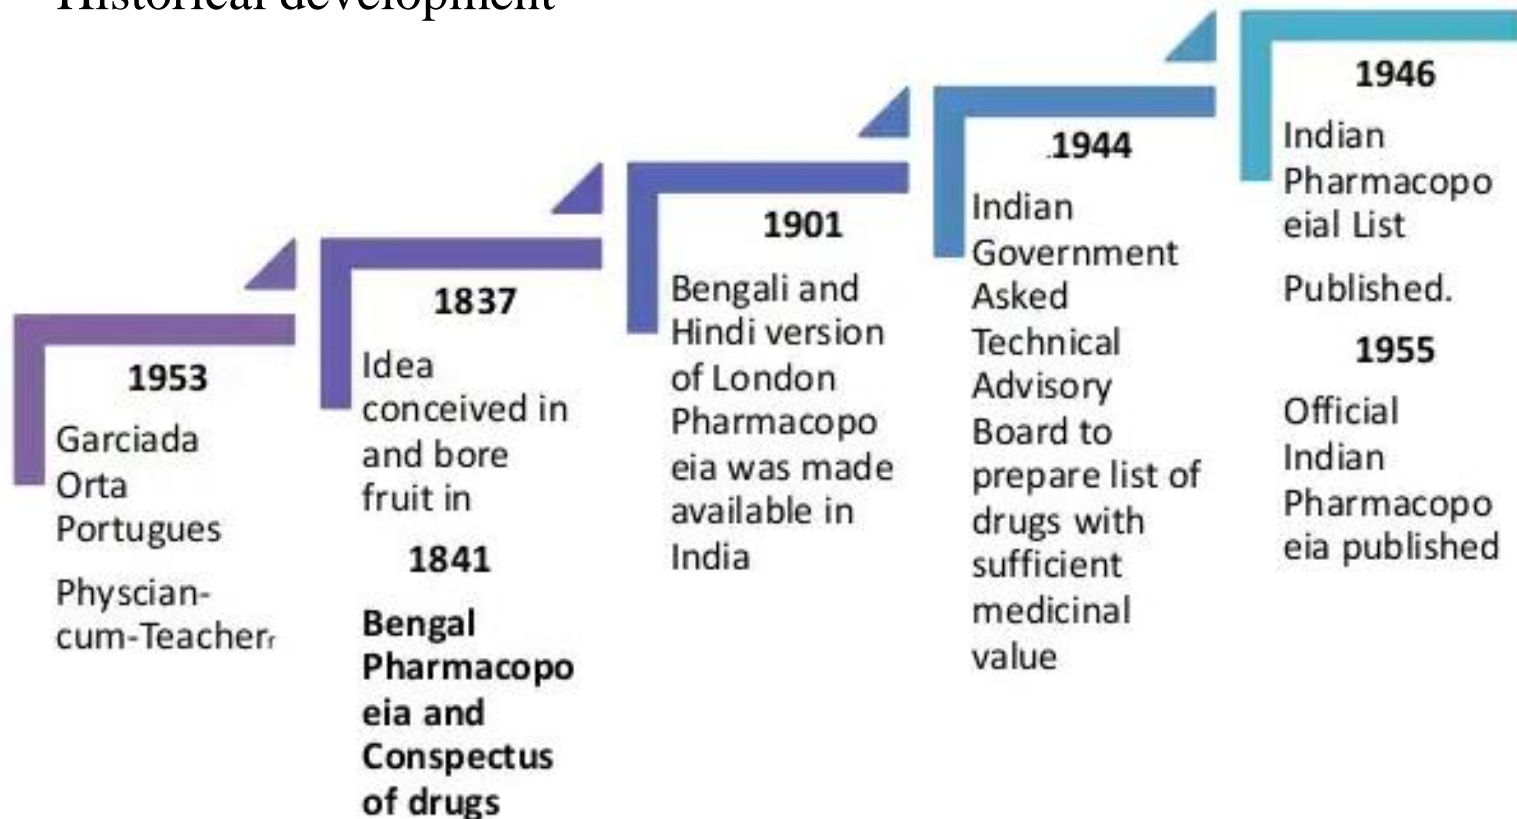 Historical development
1953
Garciada
Orta
Portugues
Physcian-
cum-Teacherr
1837
Idea
conceived in
and bore
fruit in
1841
Bengal
Pharmacopo
eia and
Conspectus
of drugs
1901
Bengali and
Hindi version
of London
Pharmacopo
eia was made
available in
India
.1944
Indian
Government
Asked
Technical
Advisory
Board to
prepare list of
drugs with
sufficient
medicinal
value
1946
Indian
Pharmacopo
eial List
Published.
1955
Official
Indian
Pharmacopo
eia published